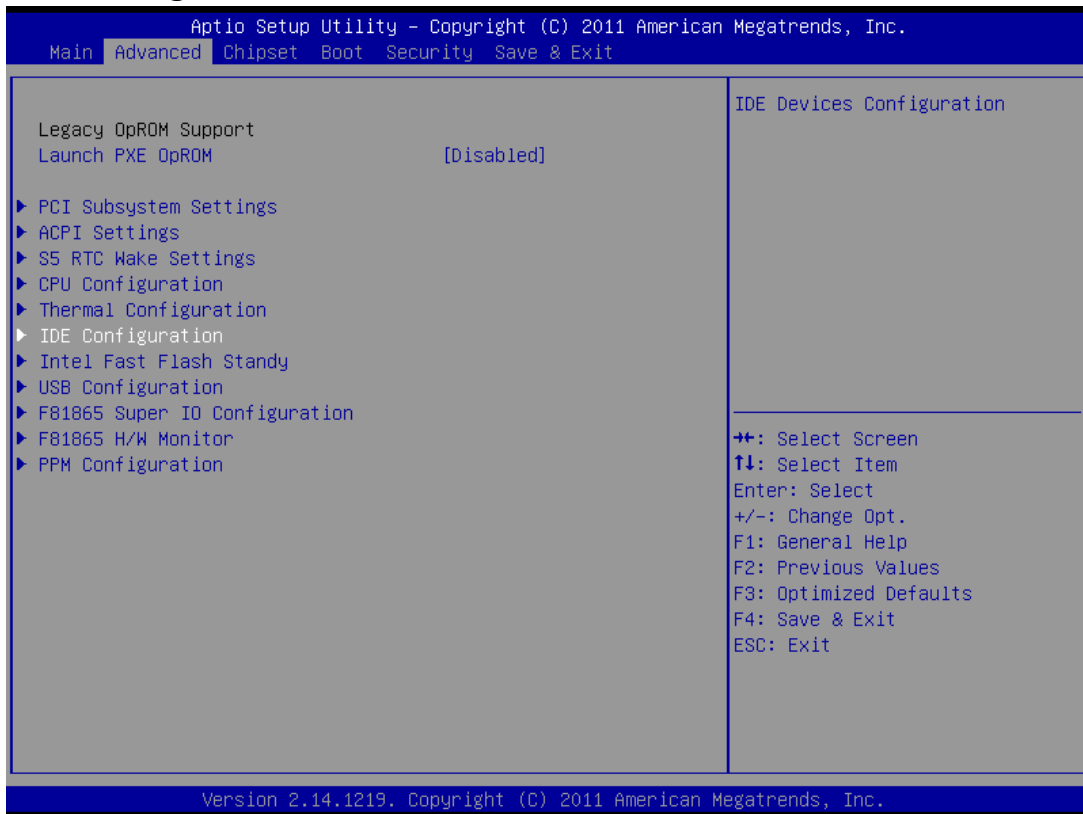 Aptio Setup Utility – Copyright (C) 2011 American Megatrends, Inc.
Main Advanced Chipset Boot Security Save & Exit
Legacy OpROM Support
Launch PXE OpROM [Disabled]
▶ PCI Subsystem Settings
▶ ACPI Settings
▶ S5 RTC Wake Settings
▶ CPU Configuration
▶ Thermal Configuration
▶ IDE Configuration
▶ Intel Fast Flash Standy
▶ USB Configuration
▶ F81865 Super IO Configuration
▶ F81865 H/W Monitor
▶ PPM Configuration
IDE Devices Configuration
→←: Select Screen
↑↓: Select Item
Enter: Select
+/-: Change Opt.
F1: General Help
F2: Previous Values
F3: Optimized Defaults
F4: Save & Exit
ESC: Exit
Version 2.14.1219. Copyright (C) 2011 American Megatrends, Inc.